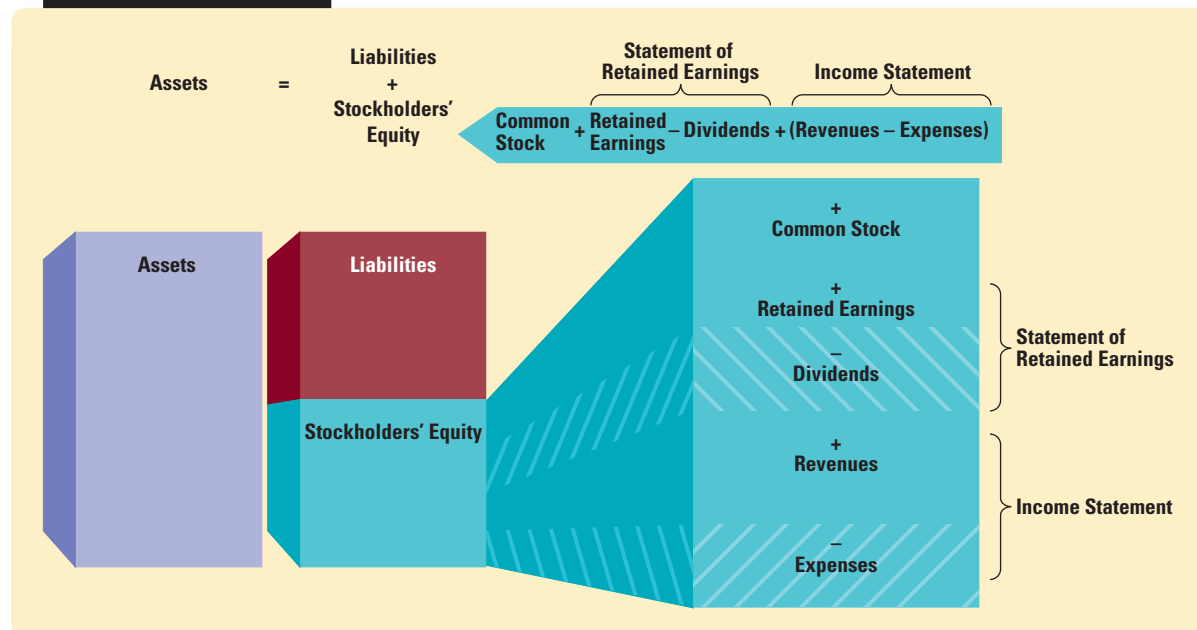 Assets = Liabilities
+
Stockholders'
Equity
Statement of
Retained Earnings
Income Statement
Common
Stock + Retained
Earnings – Dividends + (Revenues – Expenses)
Assets
Liabilities
Stockholders' Equity
+
Common Stock
+
Retained Earnings
–
Dividends
+
Revenues
–
Expenses
Statement of
Retained Earnings
Income Statement